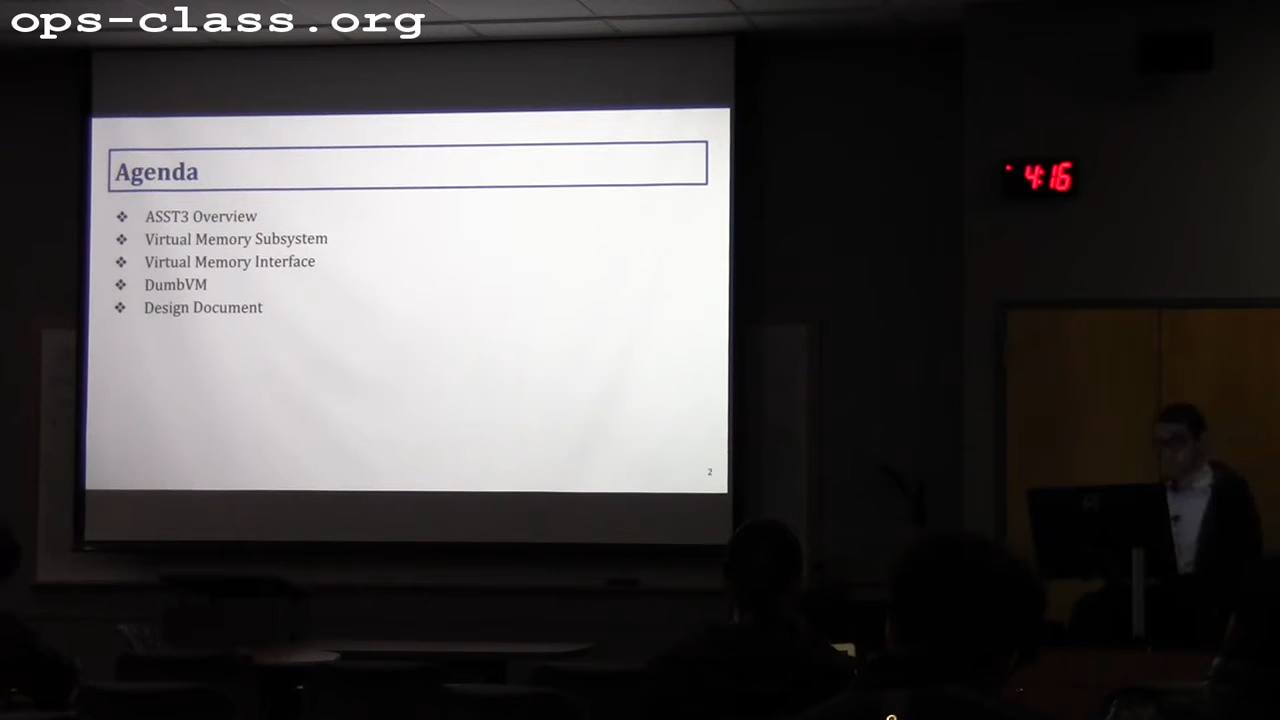 ops-class.org
4:16
Agenda
❖ ASST3 Overview
❖ Virtual Memory Subsystem
❖ Virtual Memory Interface
❖ DumbVM
❖ Design Document
2